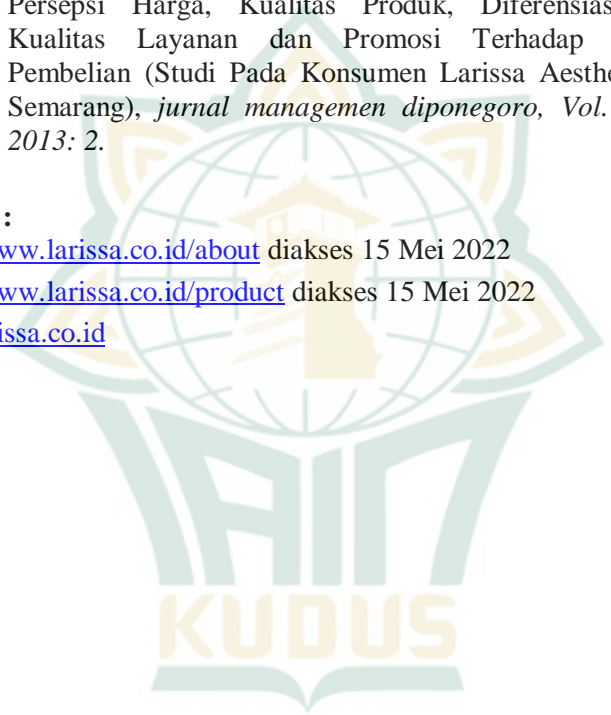 Persepsi Harga, Kualitas Produk, Diferensias
Kualitas Layanan dan Promosi Terhadap
Pembelian (Studi Pada Konsumen Larissa Aesthe
Semarang), jurnal managemen diponegoro, Vol.
2013: 2.
:
ww.larissa.co.id/about diakses 15 Mei 2022
ww.larissa.co.id/product diakses 15 Mei 2022
issa.co.id
IAIN
KUDUS